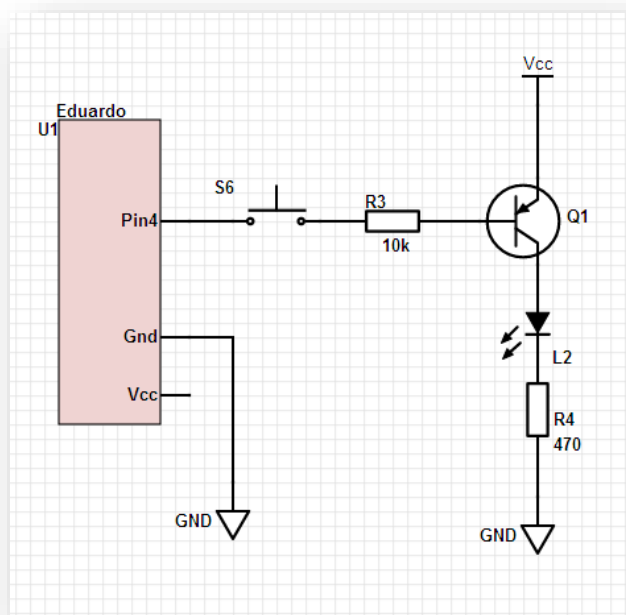 Vcc
Eduardo
U1
S6
R3
Pin4
Q1
10k
Gnd
L2
Vcc
R4
470
GND
GND